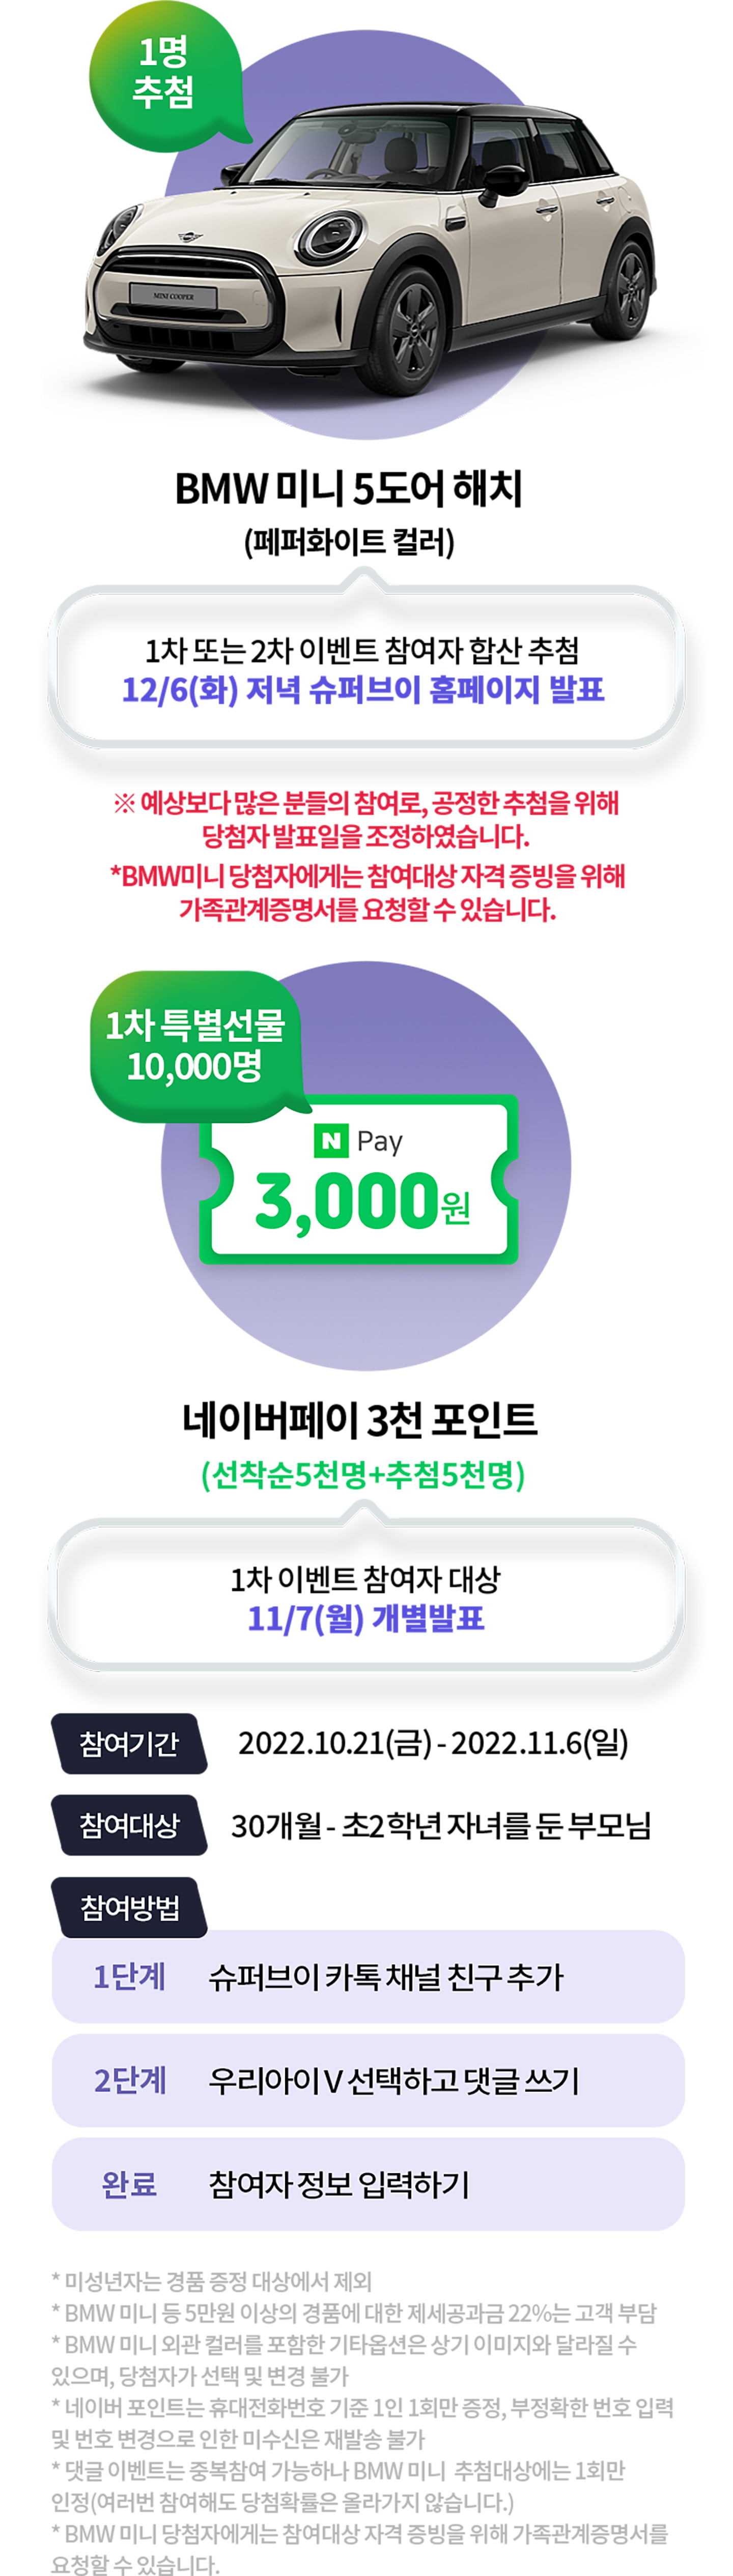 1명
추첨
MINI COOPER
BMW 미니 5도어 해치
(페퍼화이트 컬러)
1차 또는 2차 이벤트 참여자 합산 추첨
12/6(화) 저녁 슈퍼브이 홈페이지 발표
※ 예상보다 많은 분들의 참여로, 공정한 추첨을 위해
당첨자 발표일을 조정하였습니다.
*BMW미니 당첨자에게는 참여대상 자격 증빙을 위해
가족관계증명서를 요청할 수 있습니다.
1차 특별선물
10,000명
N Pay
3,000원
네이버페이 3천 포인트
(선착순5천명+추첨5천명)
1차 이벤트 참여자 대상
11/7(월) 개별발표
참여기간 2022.10.21(금) - 2022.11.6(일)
참여대상 30개월 - 초2학년 자녀를 둔 부모님
참여방법
1단계 슈퍼브이 카톡 채널 친구 추가
2단계 우리아이 V 선택하고 댓글 쓰기
완료 참여자 정보 입력하기
* 미성년자는 경품 증정 대상에서 제외
* BMW 미니 등 5만원 이상의 경품에 대한 제세공과금 22%는 고객 부담
* BMW 미니 외관 컬러를 포함한 기타옵션은 상기 이미지와 달라질 수
있으며, 당첨자가 선택 및 변경 불가
* 네이버 포인트는 휴대전화번호 기준 1인 1회만 증정, 부정확한 번호 입력
및 번호 변경으로 인한 미수신은 재발송 불가
* 댓글 이벤트는 중복참여 가능하나 BMW 미니 추첨대상에는 1회만
인정(여러번 참여해도 당첨확률은 올라가지 않습니다.)
* BMW 미니 당첨자에게는 참여대상 자격 증빙을 위해 가족관계증명서를
요청할 수 있습니다.